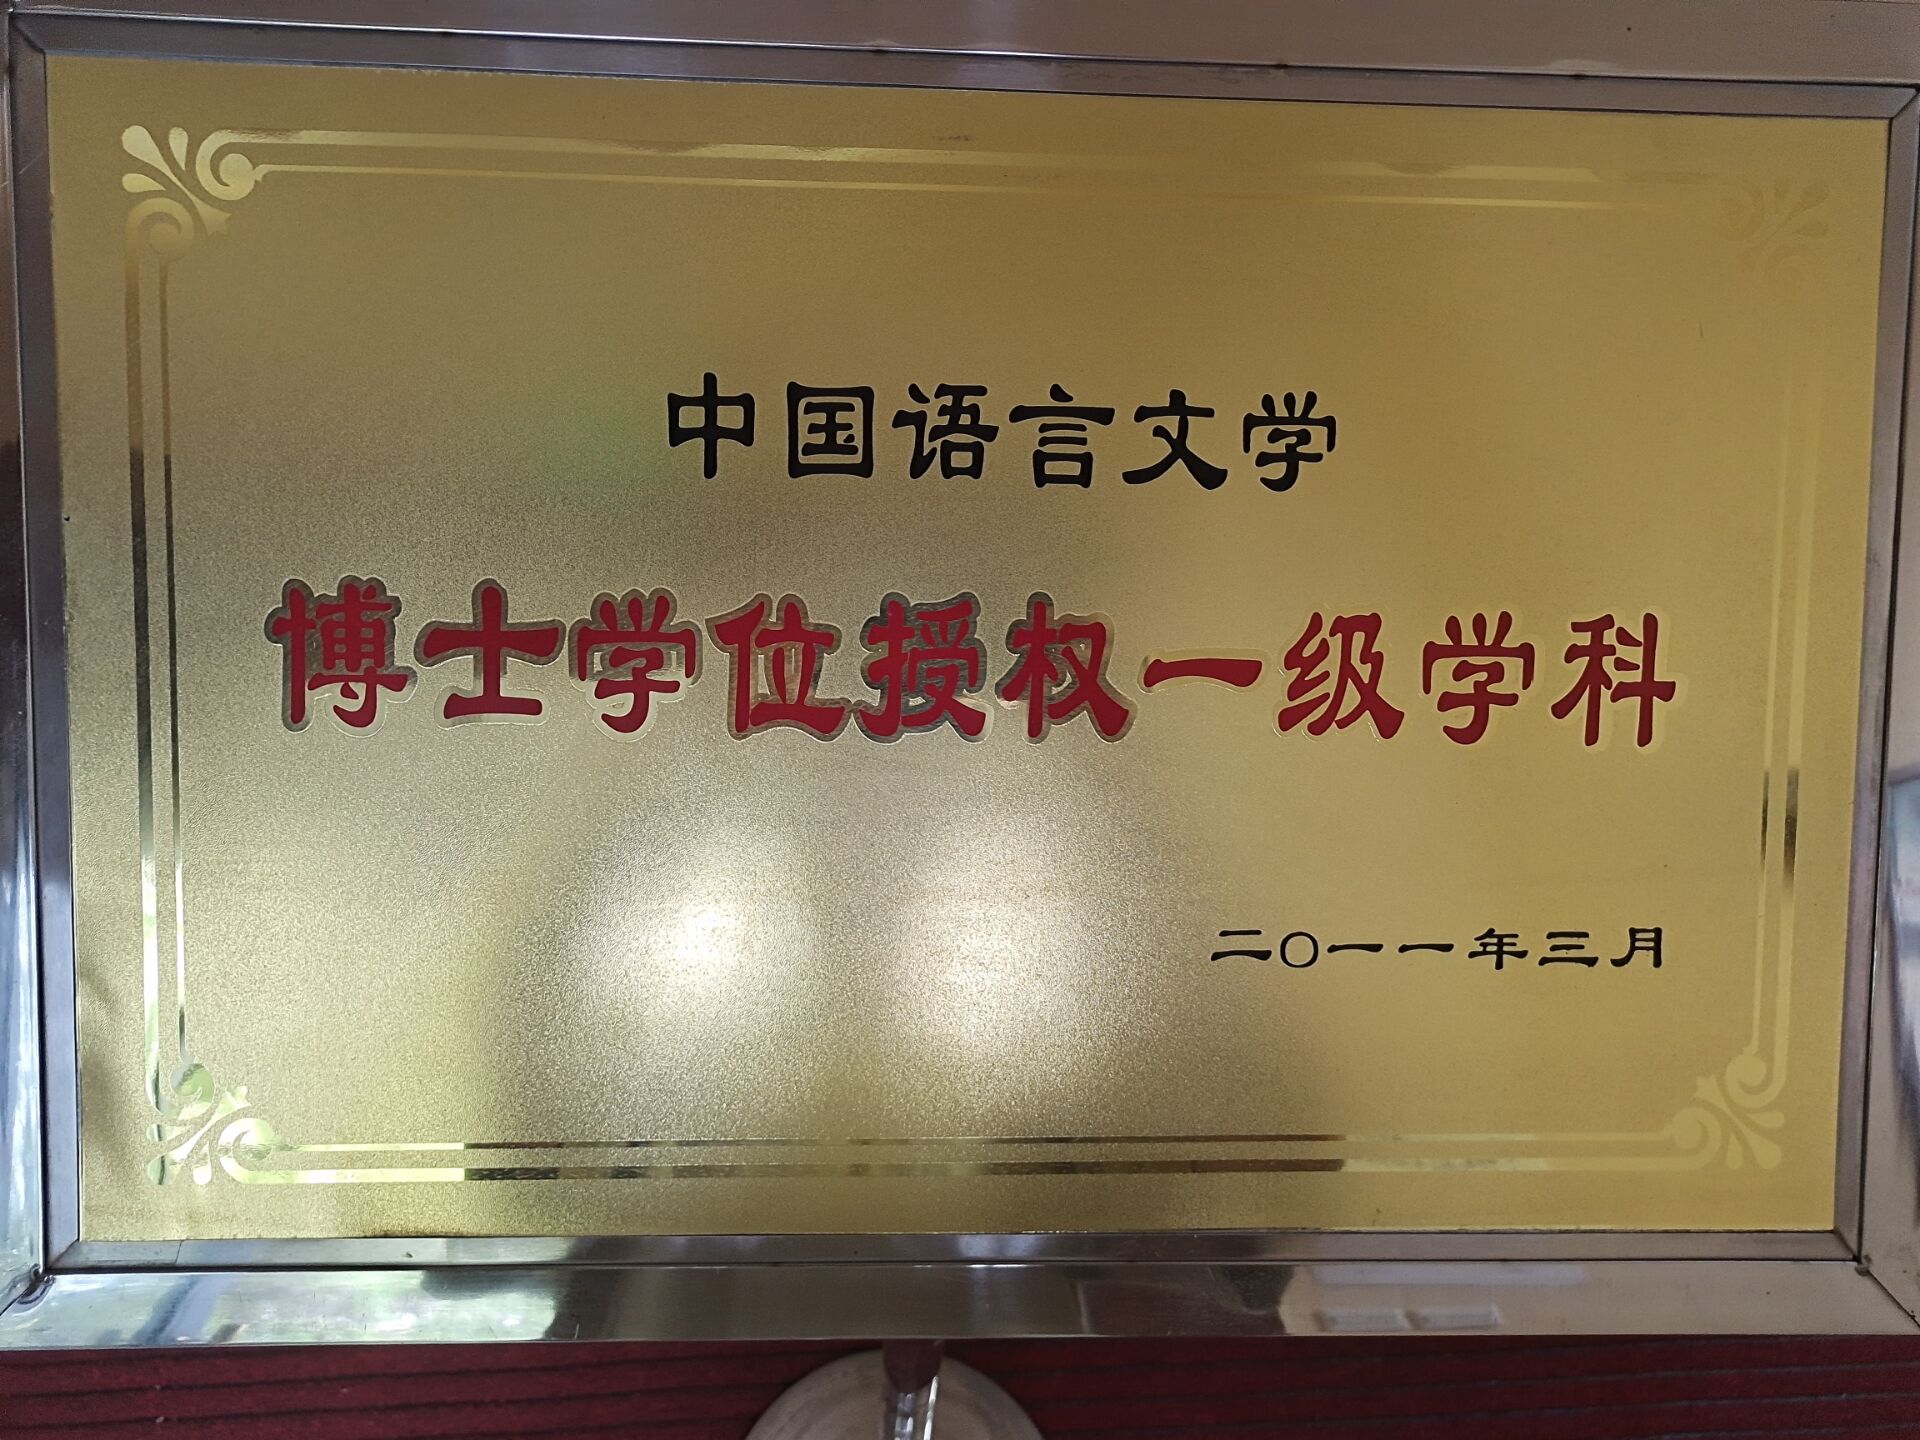 中国语言文学
博士学位授权一级学科
二〇一一年三月